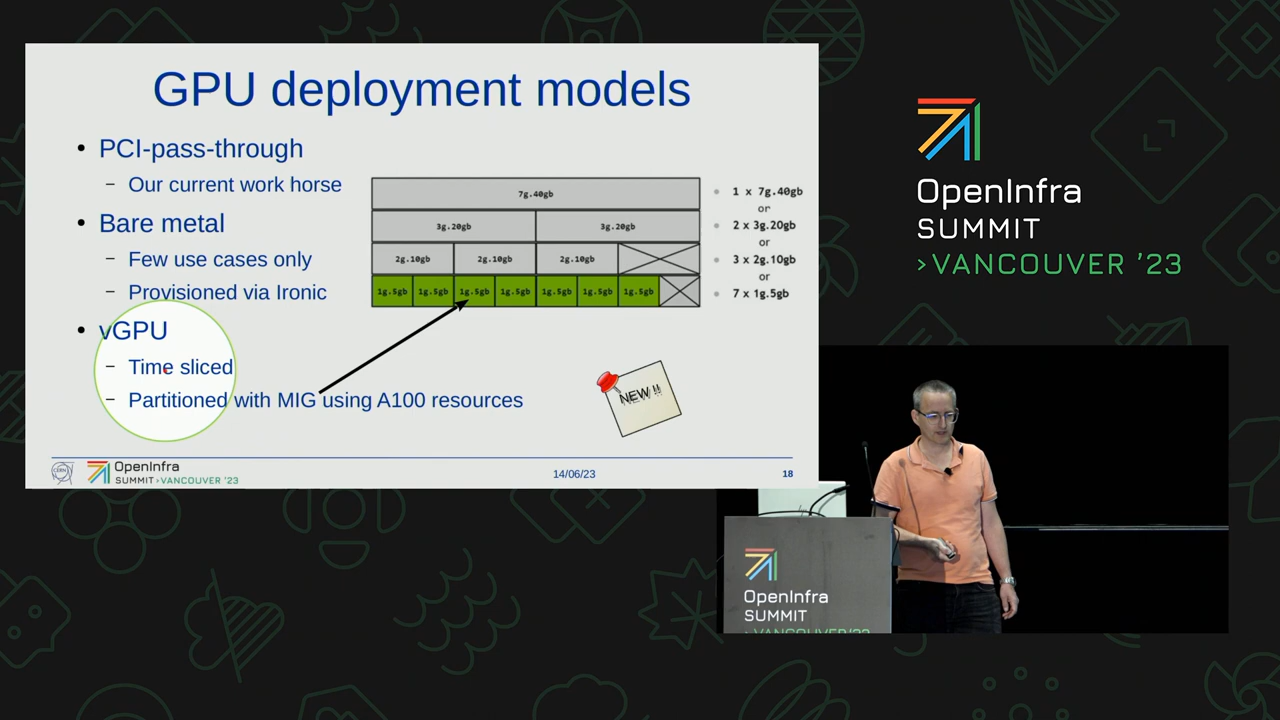 GPU deployment models
● PCI-pass-through
– Our current work horse
● Bare metal
– Few use cases only
– Provisioned via Ironic
● vGPU
– Time sliced
– Partitioned with MIG using A100 resources
7g.40gb
3g.20gb 3g.20gb
2g.10gb 2g.10gb 2g.10gb
1g.5gb 1g.5gb 1g.5gb 1g.5gb 1g.5gb 1g.5gb 1g.5gb
● 1 x 7g.40gb
or
● 2 x 3g.20gb
or
● 3 x 2g.10gb
or
● 7 x 1g.5gb
NEW !!
CERN
OpenInfra
SUMMIT >VANCOUVER '23
14/06/23
18
OpenInfra
SUMMIT
>VANCOUVER '23
OpenInfra
SUMMIT
>VANCOUVER '23